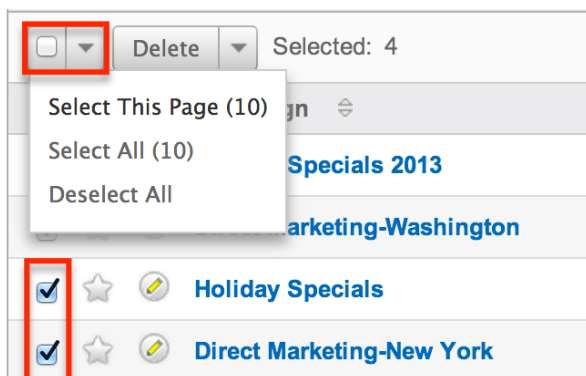 Delete Selected: 4
Select This Page (10)
gn
Select All (10)
Specials 2013
Deselect All
arketing-Washington
Holiday Specials
Direct Marketing-New York